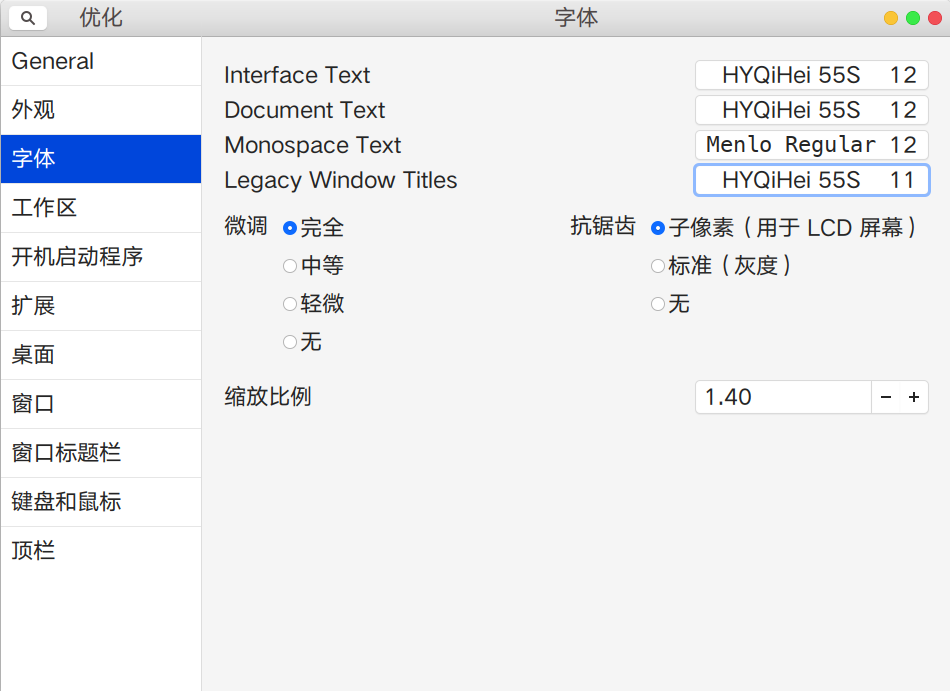 优化
字体
General
外观
字体
工作区
开机启动程序
扩展
桌面
窗口
窗口标题栏
键盘和鼠标
顶栏
Interface Text HYQiHei 55S 12
Document Text HYQiHei 55S 12
Monospace Text Menlo Regular 12
Legacy Window Titles HYQiHei 55S 11
微调 完全 抗锯齿 子像素（用于 LCD 屏幕）
中等 标准（灰度）
轻微 无
无
缩放比例 1.40 − +